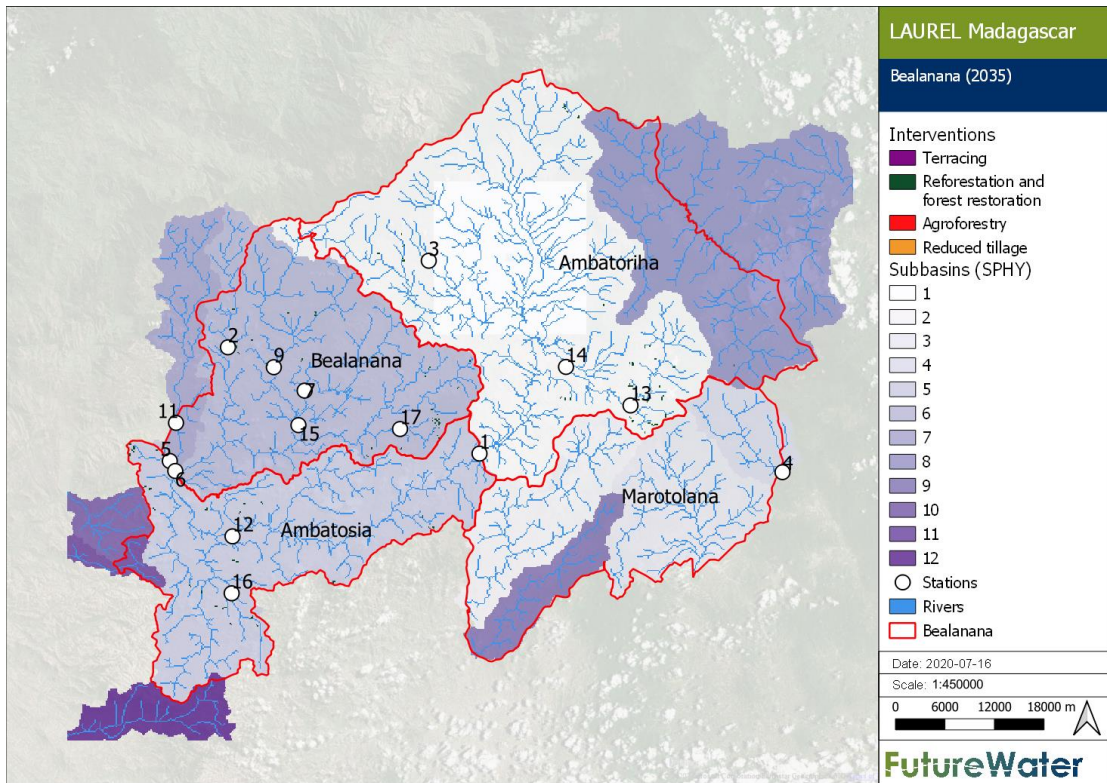 LAUREL Madagascar
Bealanana (2035)
Interventions
Terracing
Reforestation and
forest restoration
Agroforestry
Reduced tillage
Subbasins (SPHY)
1
2
3
4
5
6
7
8
9
10
11
12
Stations
Rivers
Bealanana
Date: 2020-07-16
Scale: 1:450000
0 6000 12000 18000 m
FutureWater
3
Ambatoriha
2
Bealanana
9
14
7
13
11
15
17
1
5
6
4
Marotolana
12
Ambatosia
16